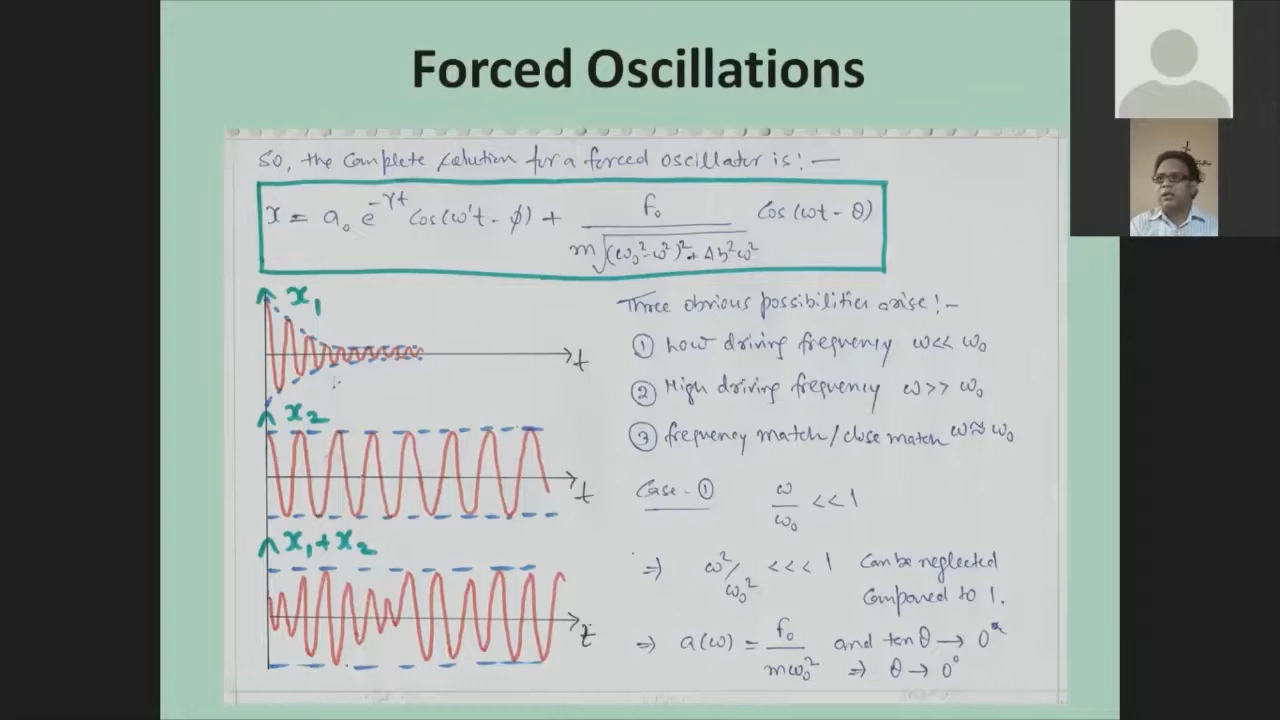 Forced Oscillations
So, the complete solution for a forced oscillator is! —
x = a₀ e^-γt Cos(ω't - φ) + f₀ / m√(ω₀²-ω²)² + 4b²ω² Cos(ωt - θ)
x₁
t
x₂
t
x₁+x₂
t
Three obvious possibilities arise! —
① Low driving frequency ω<< ω₀
② High driving frequency ω>> ω₀
③ frequency match/close match ω≈ω₀
Case - ① ω/ω₀ << 1
⇒ ω²/ω₀² <<< 1 Can be neglected
Compared to 1.
⇒ a(ω) = f₀/mω₀² and tanθ → 0
⇒ θ → 0°